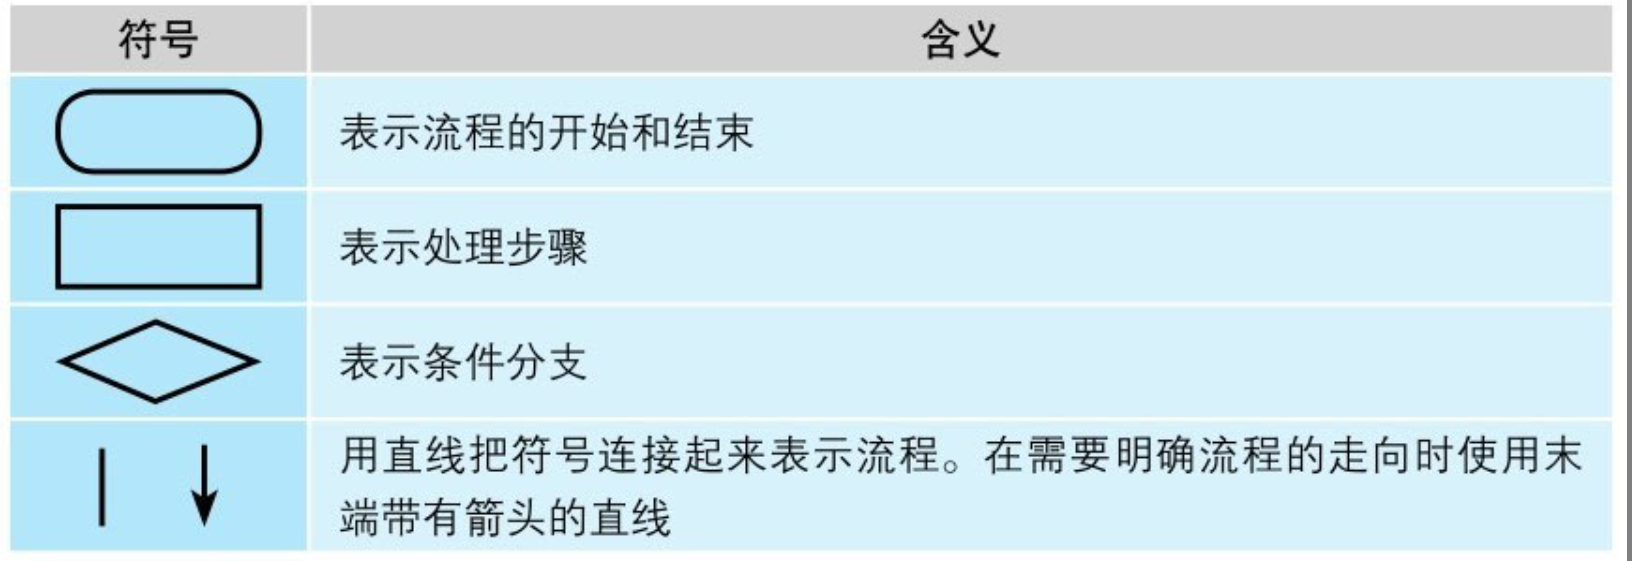 符号
含义
表示流程的开始和结束
表示处理步骤
表示条件分支
用直线把符号连接起来表示流程。在需要明确流程的走向时使用末
端带有箭头的直线